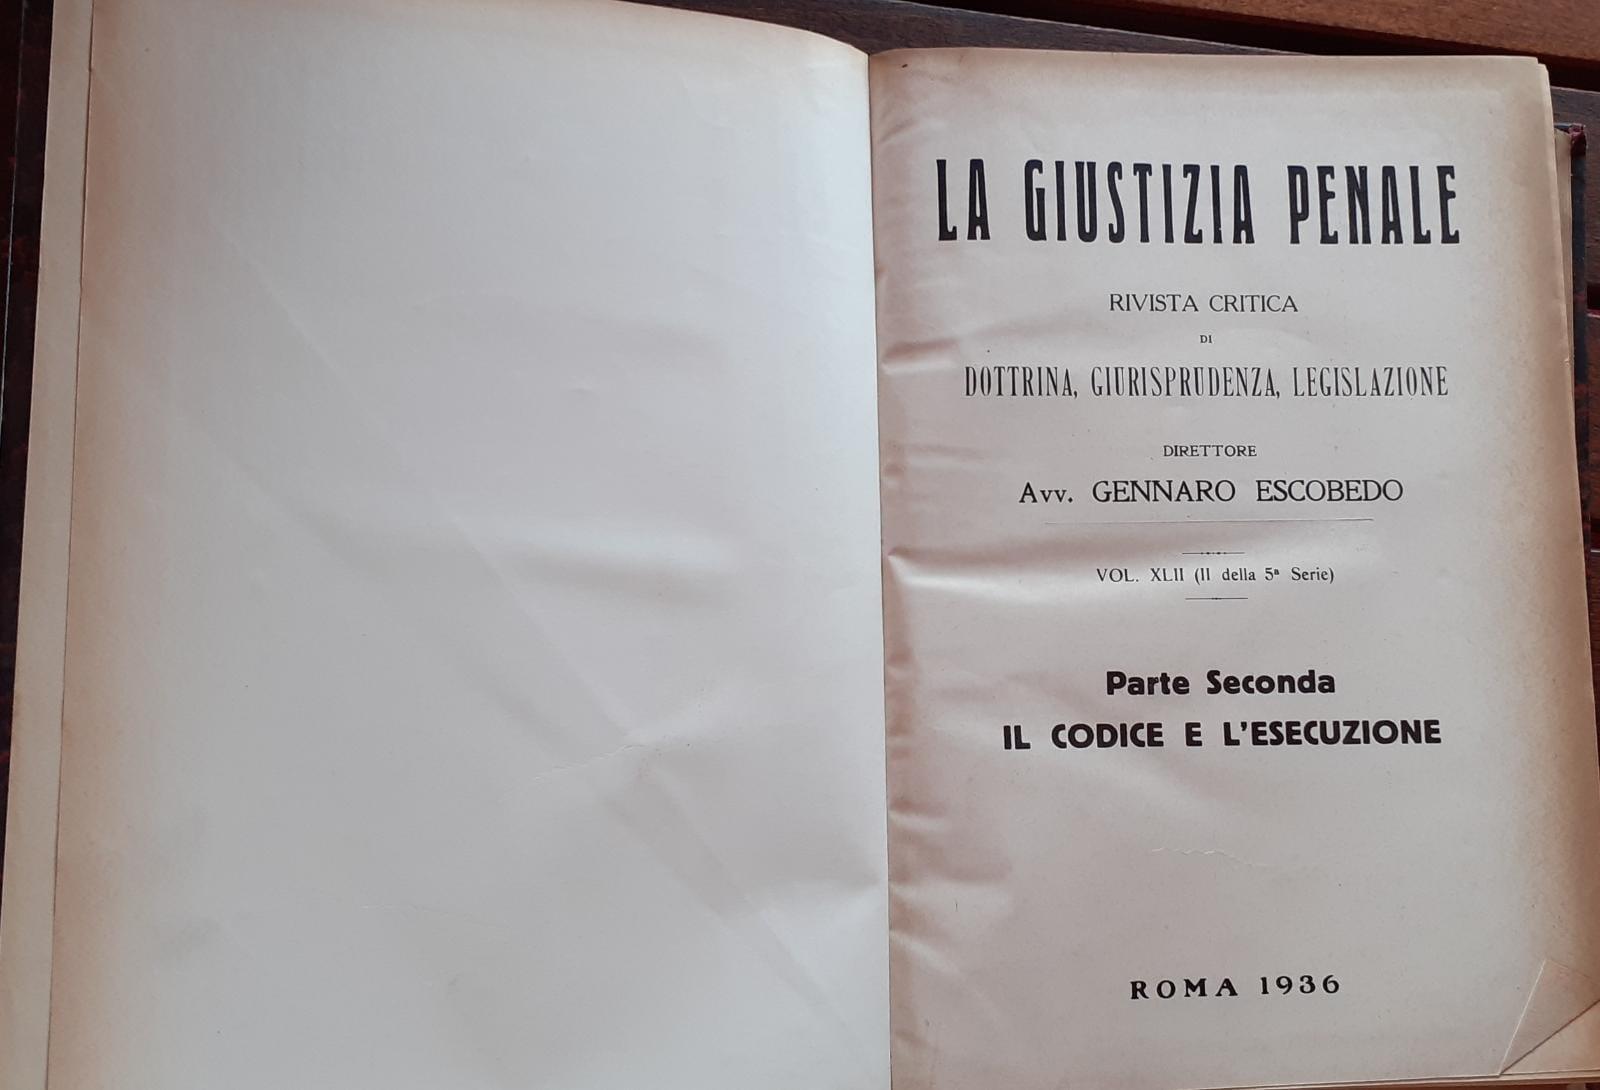 LA GIUSTIZIA PENALE
RIVISTA CRITICA
DI
DOTTRINA, GIURISPRUDENZA, LEGISLAZIONE
DIRETTORE
Avv. GENNARO ESCOBEDO
VOL. XLII (II della 5ª Serie)
Parte Seconda
IL CODICE E L'ESECUZIONE
ROMA 1936